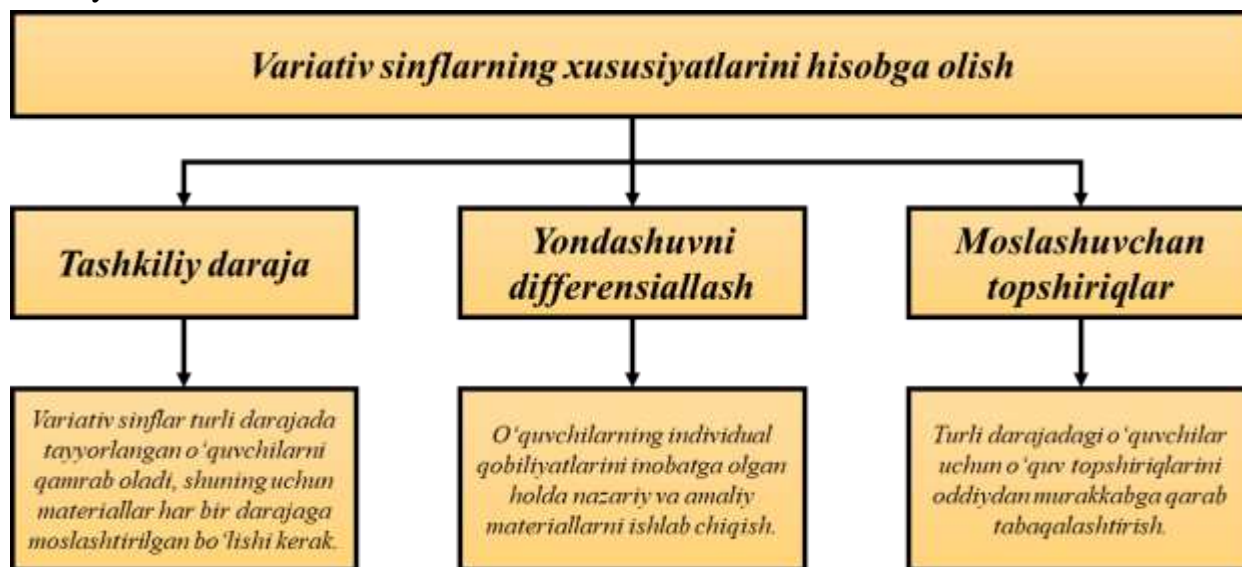 Variativ sinflarning xususiyatlarini hisobga olish
Tashkiliy daraja
Yondashuvni
differensiallash
Moslashuvchan
topshiriqlar
Variativ sinflar turli darajada
tayyorlangan o‘quvchilarni
qamrab oladi, shuning uchun
materiallar har bir darajaga
moslashtirilgan bo‘lishi kerak.
O‘quvchilarning individual
qobiliyatlarini inobatga olgan
holda nazariy va amaliy
materiallarni ishlab chiqish.
Turli darajadagi o‘quvchilar
uchun o‘quv topshiriqlarini
oddiydan murakkabga qarab
tabaqalashtirish.